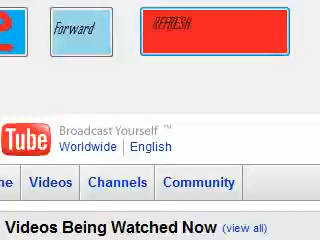 Forward
REFRESH
Tube
Broadcast Yourself ™
Worldwide English
Videos Channels Community
Videos Being Watched Now (view all)